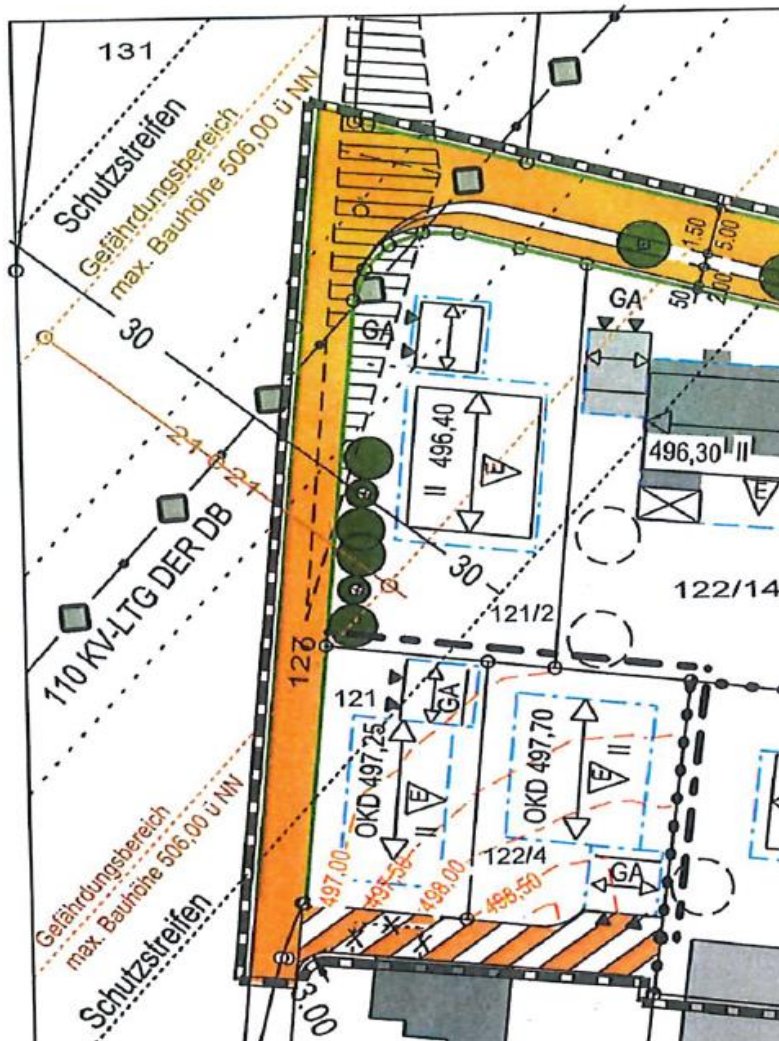 131
Schutzstreifen
Gefährdungsbereich
max. Bauhöhe 506,00 ü NN
30
21
21
110 KV-LTG DER DB
1.50
5.00
50
2.00
GA
GA
II 496,40
E
496,30 II
E
30
121/2
122/14
127
121
GA
OKD 497,25
II
E
OKD 497,70
II
E
122/4
GA
497,00
497,50
498,00
498,50
Gefährdungsbereich
max. Bauhöhe 506,00 ü NN
Schutzstreifen
3.00